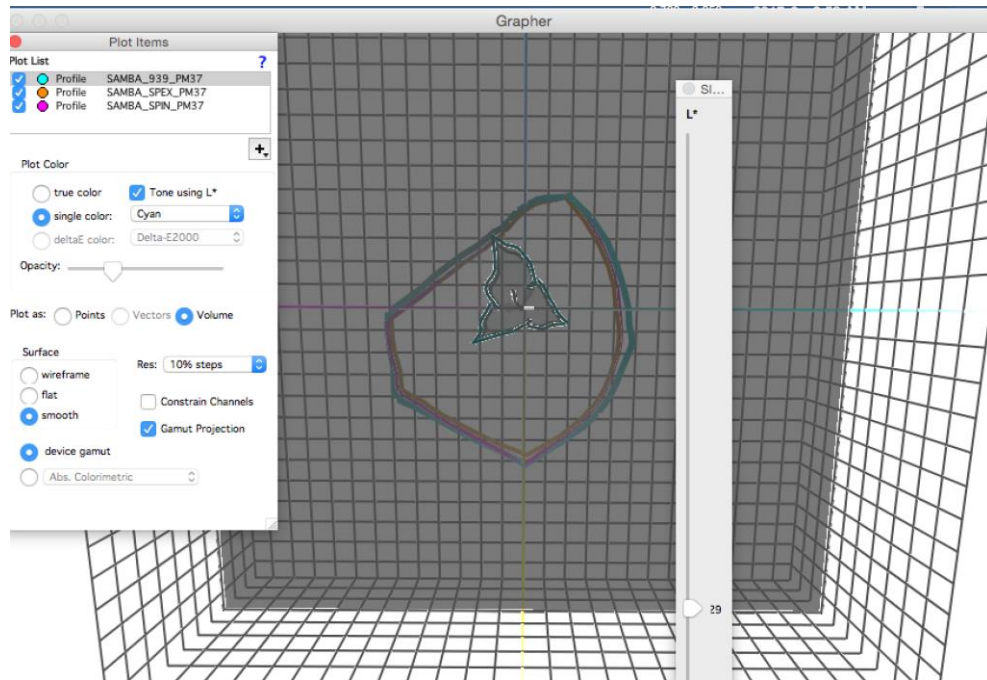 Grapher
Plot Items
Plot List
?
Profile SAMBA_939_PM37
Profile SAMBA_SPEX_PM37
Profile SAMBA_SPIN_PM37
+
Plot Color
true color Tone using L*
single color: Cyan
deltaE color: Delta-E2000
Opacity:
Plot as: Points Vectors Volume
Surface
Res: 10% steps
wireframe
flat
Constrain Channels
smooth
Gamut Projection
device gamut
Abs. Colorimetric
Sl...
L*
29